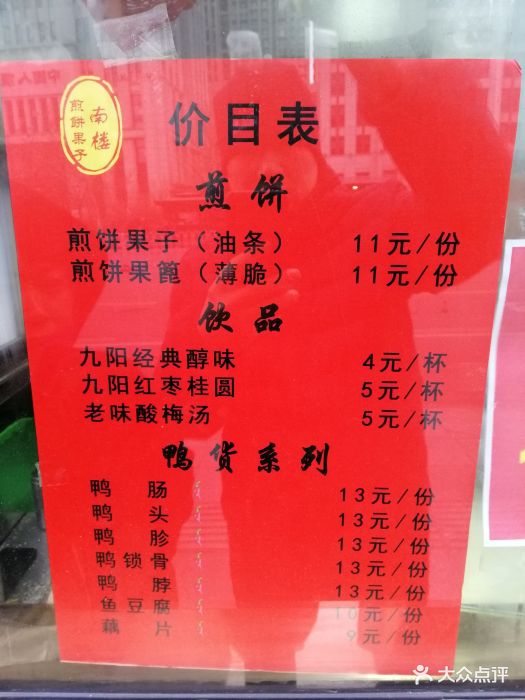 南楼
煎饼果子
价目表
煎饼
煎饼果子（油条） 11元/份
煎饼果篦（薄脆） 11元/份
饮品
九阳经典醇味 4元/杯
九阳红枣桂圆 5元/杯
老味酸梅汤 5元/杯
鸭货系列
鸭肠 13元/份
鸭头 13元/份
鸭胗 13元/份
鸭锁骨 13元/份
鸭脖 13元/份
鱼豆腐 10元/份
藕片 9元/份
大众点评